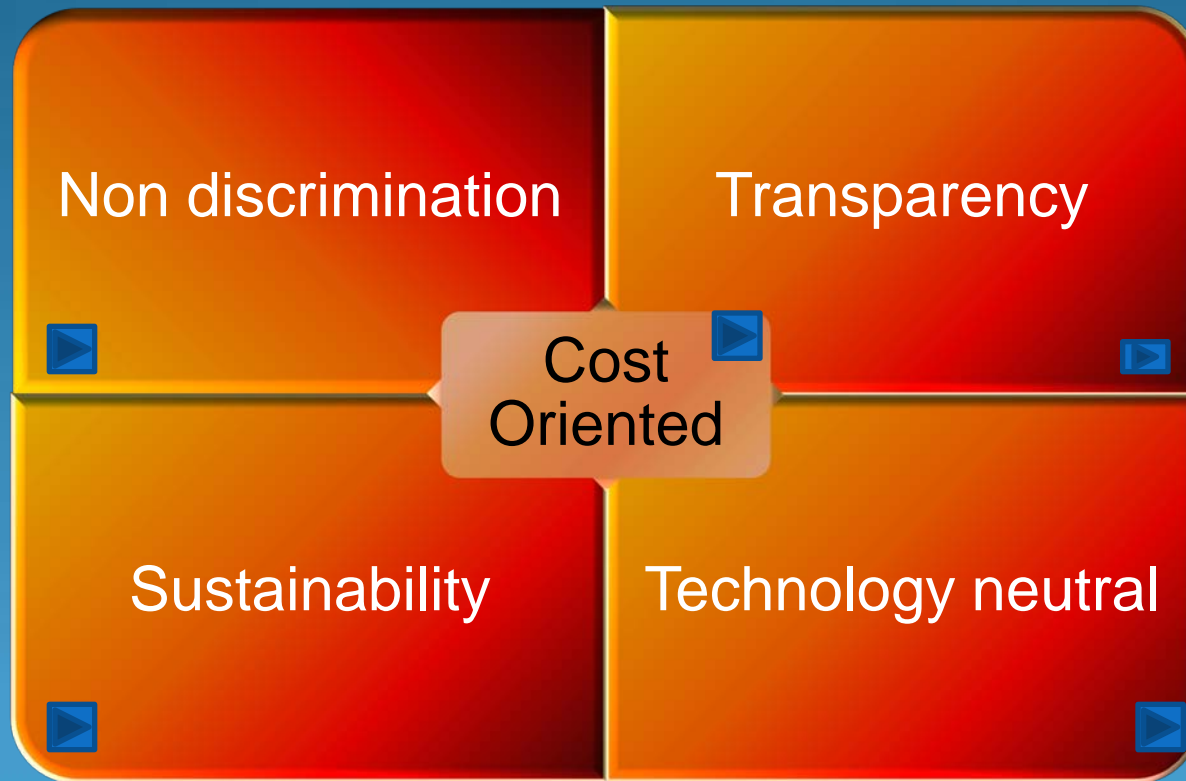 Non discrimination
Transparency
Cost
Oriented
Sustainability
Technology neutral